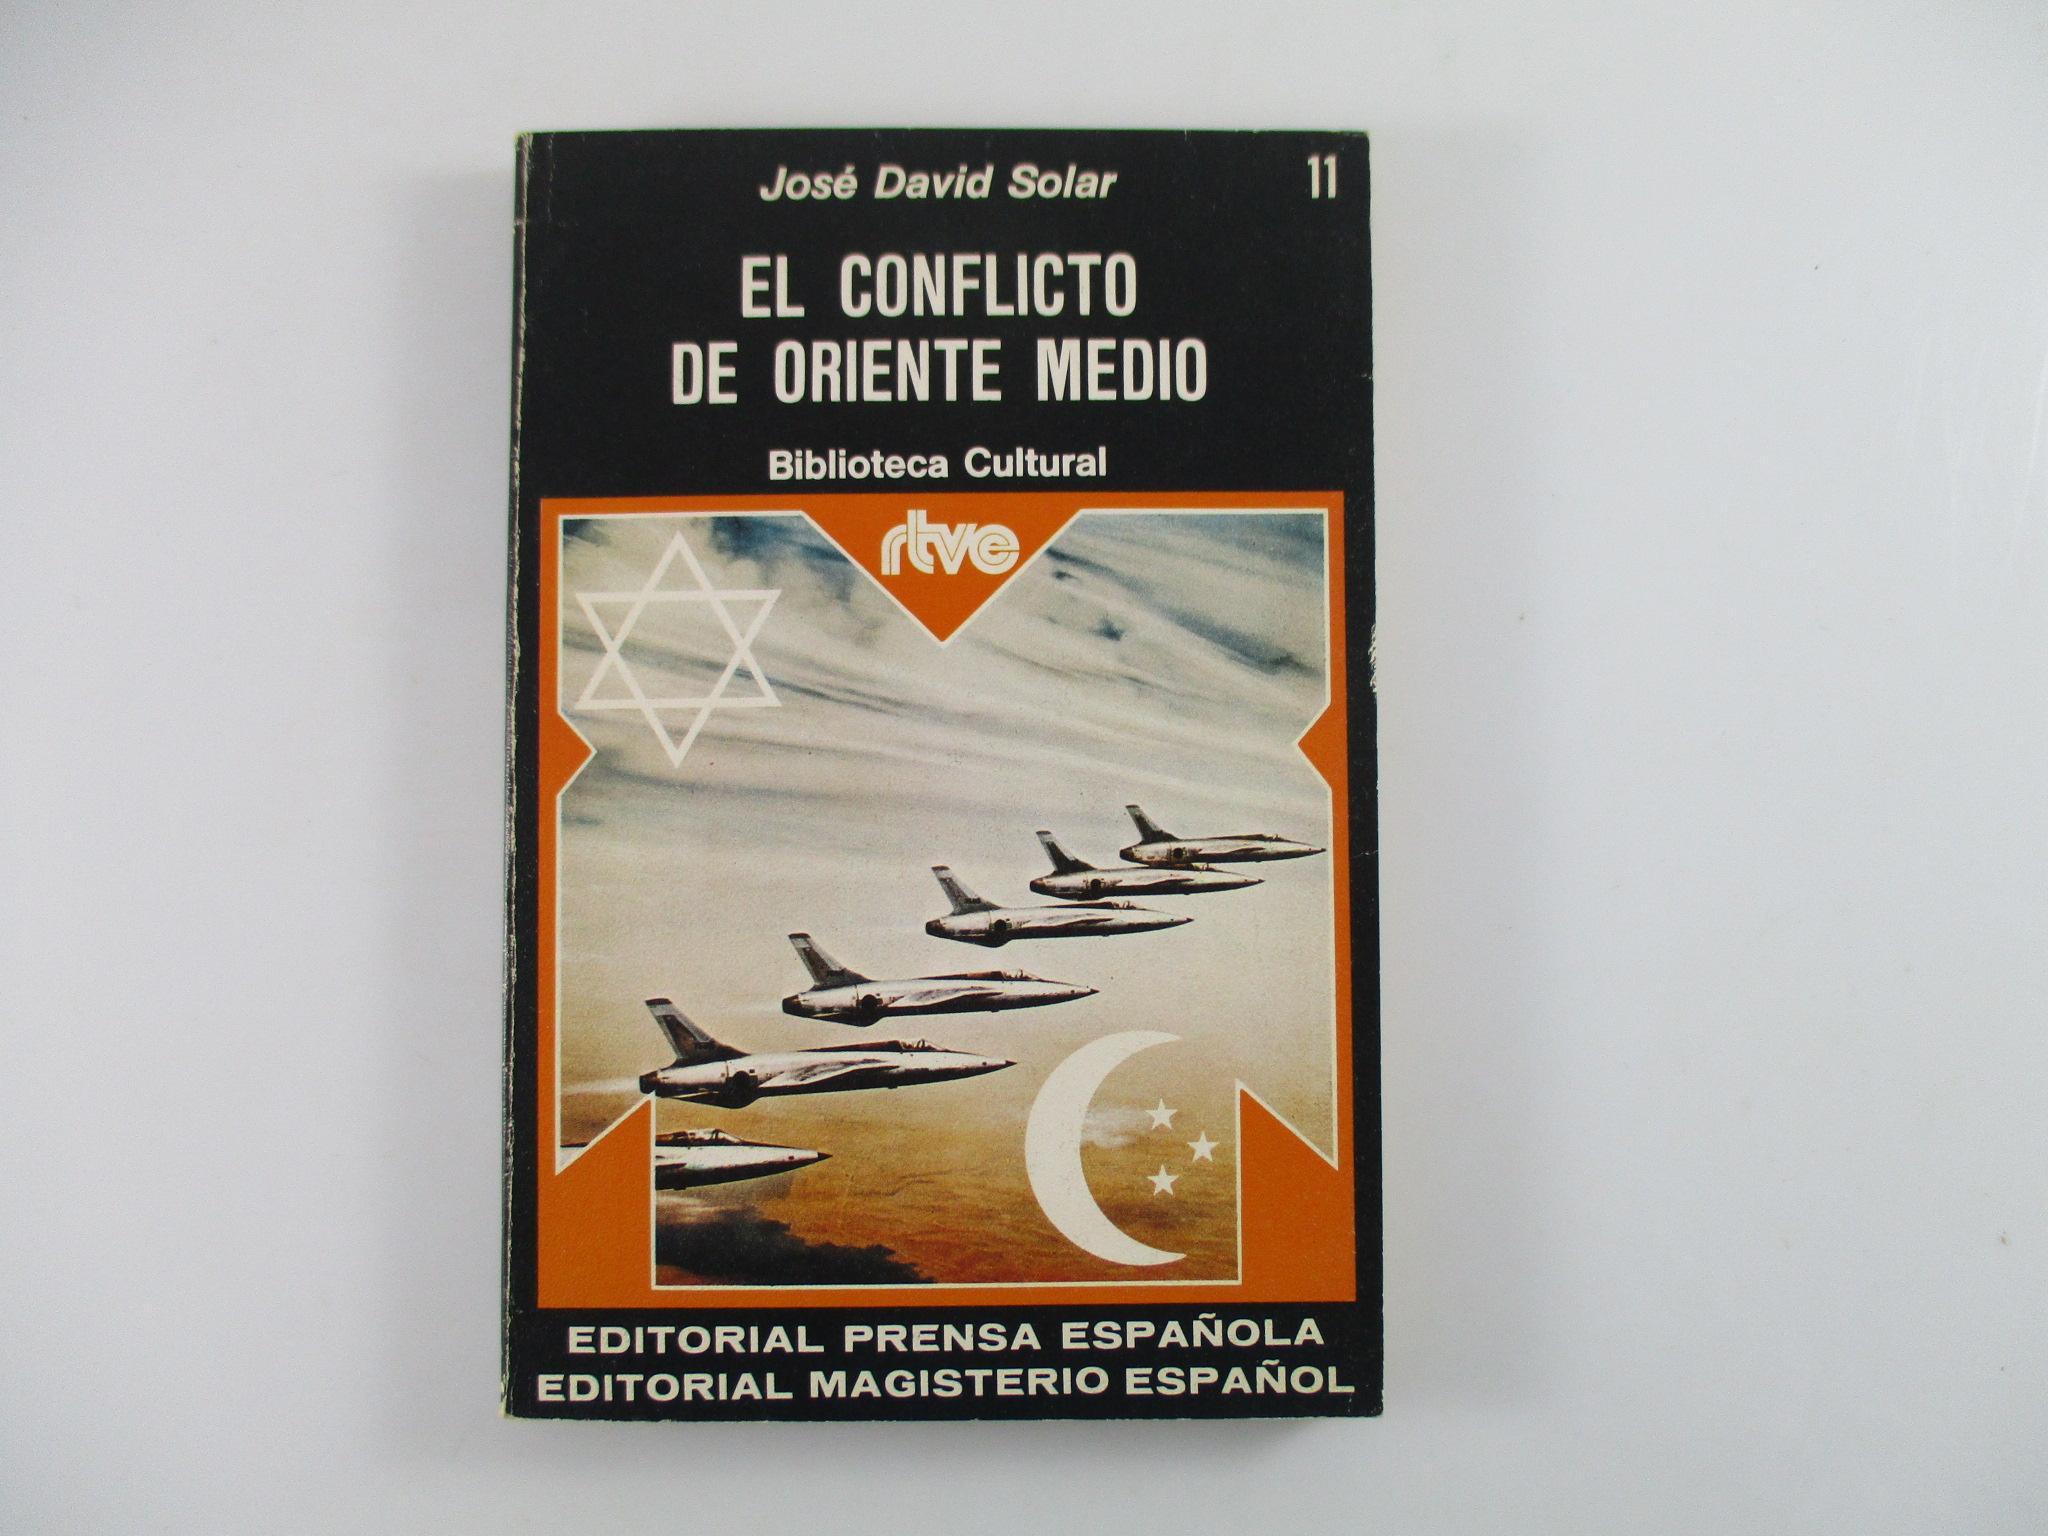 José David Solar
11
EL CONFLICTO
DE ORIENTE MEDIO
Biblioteca Cultural
rtve
EDITORIAL PRENSA ESPAÑOLA
EDITORIAL MAGISTERIO ESPAÑOL